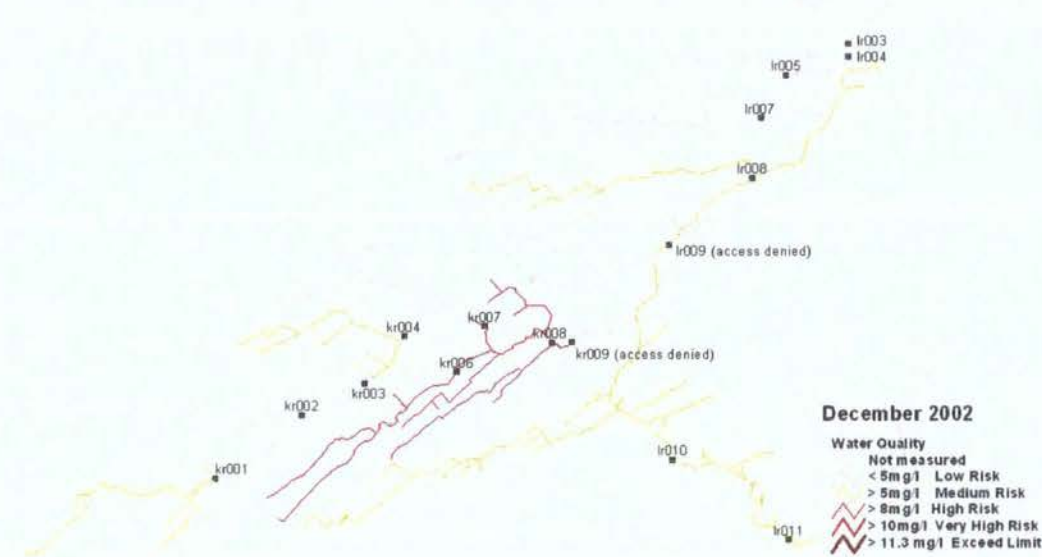 lr003
lr004
lr005
lr007
lr008
lr009 (access denied)
kr007
kr004
kr008
kr009 (access denied)
kr006
kr003
kr002
kr001
lr010
lr011
December 2002
Water Quality
Not measured
< 5mg/l Low Risk
> 5mg/l Medium Risk
> 8mg/l High Risk
> 10mg/l Very High Risk
> 11.3 mg/l Exceed Limit